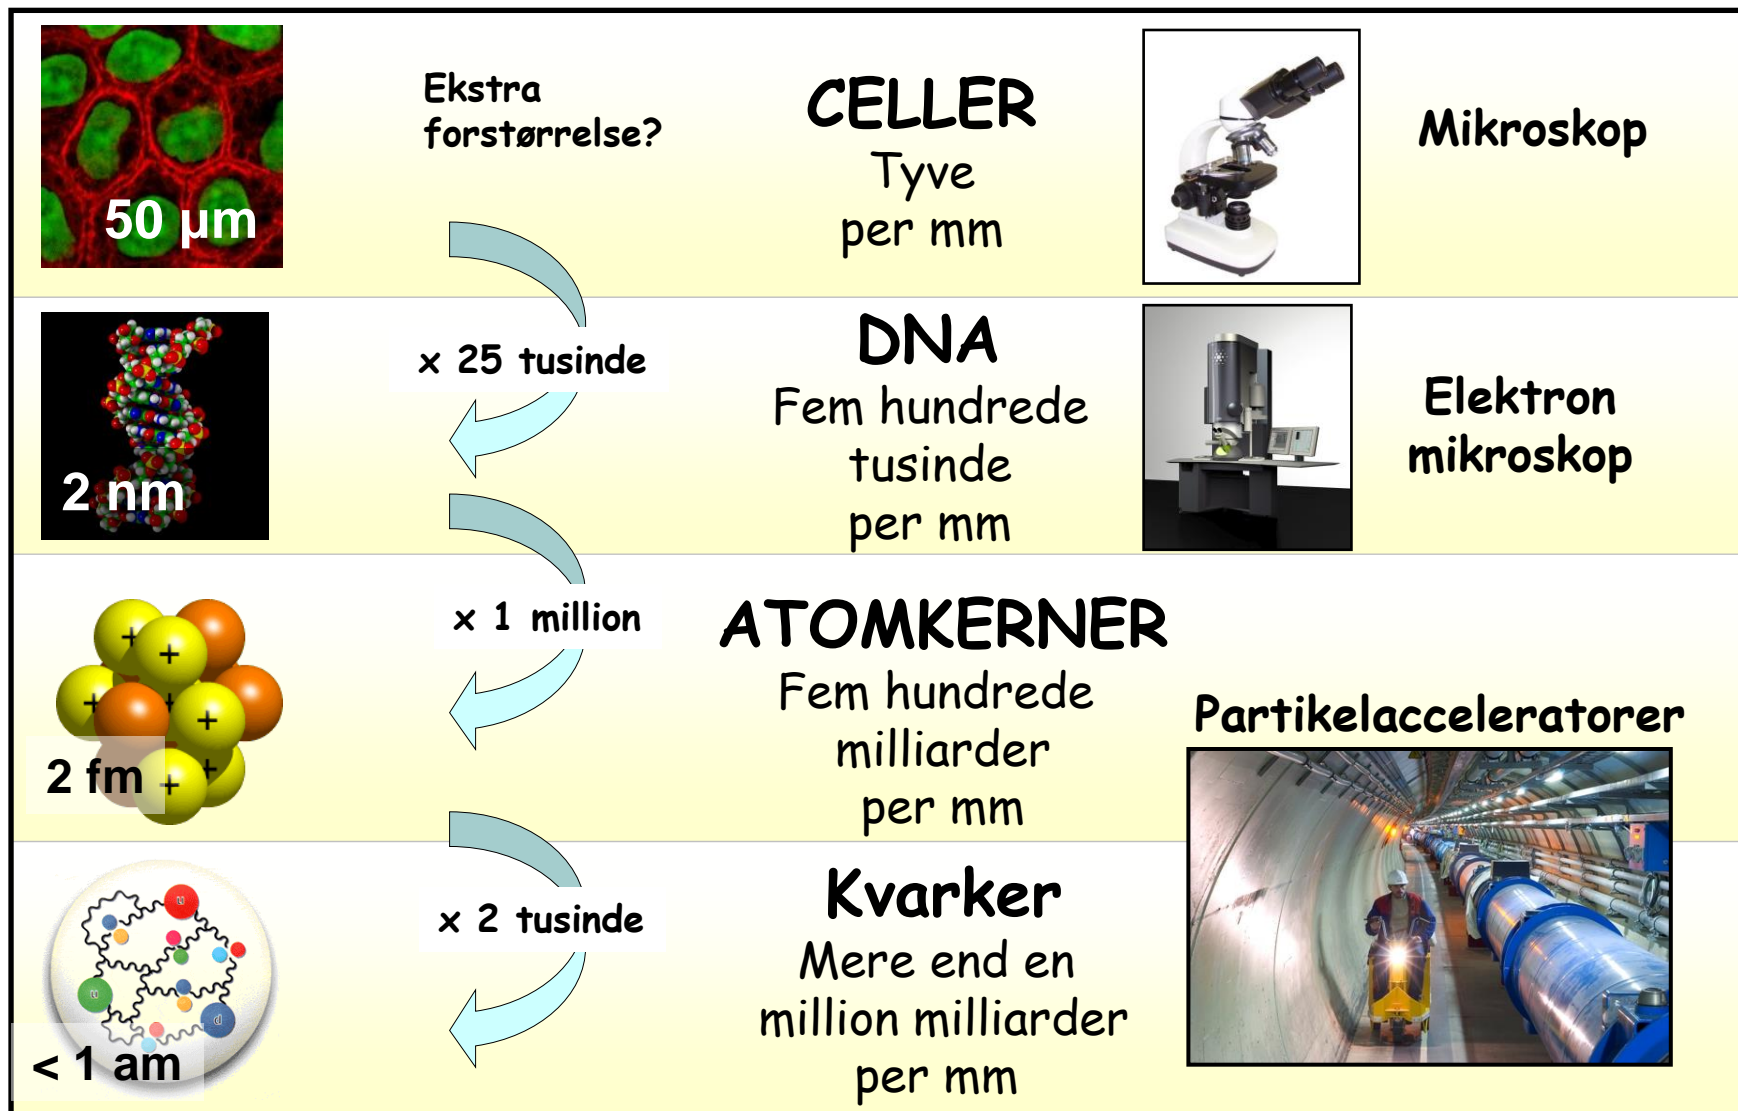 50 µm
Ekstra
forstørrelse?
CELLER
Tyve
per mm
Mikroskop
2 nm
x 25 tusinde
DNA
Fem hundrede
tusinde
per mm
Elektron
mikroskop
+
+
+
+
+
+
+
2 fm
x 1 million
ATOMKERNER
Fem hundrede
milliarder
per mm
Partikelacceleratorer
u
u
d
< 1 am
x 2 tusinde
Kvarker
Mere end en
million milliarder
per mm